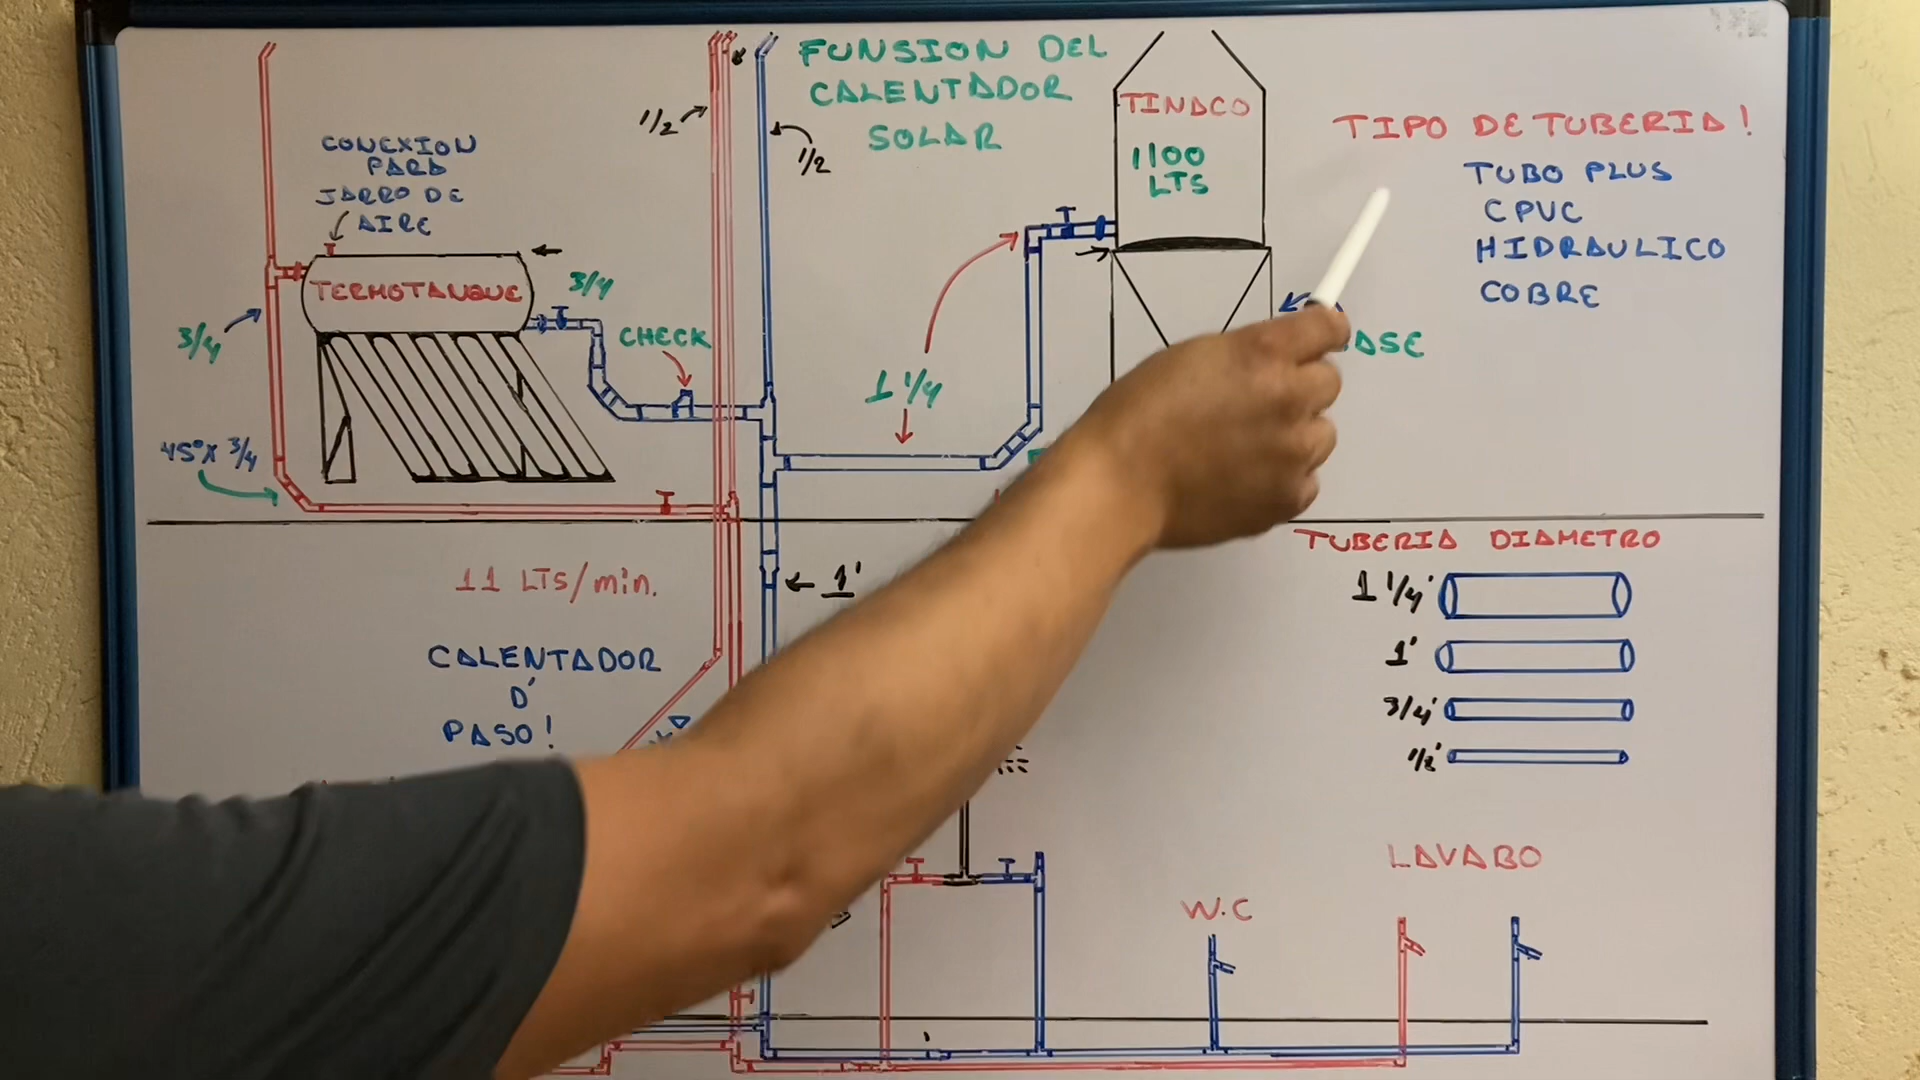 FUNSION DEL
CALENTADOR
SOLAR
1/2
1/2
CONEXION
PARA
JARRO DE
AIRE
TERMOTANQUE
3/4
3/4
CHECK
45° X 3/4
1 1/4
TINACO
1100
LTS
TIPO DE TUBERIA!
TUBO PLUS
CPVC
HIDRAULICO
COBRE
ASE
11 LTS/min.
1'
CALENTADOR
D'
PASO!
TUBERIA DIAMETRO
1 1/4'
1'
3/4'
1/2'
LAVABO
W.C